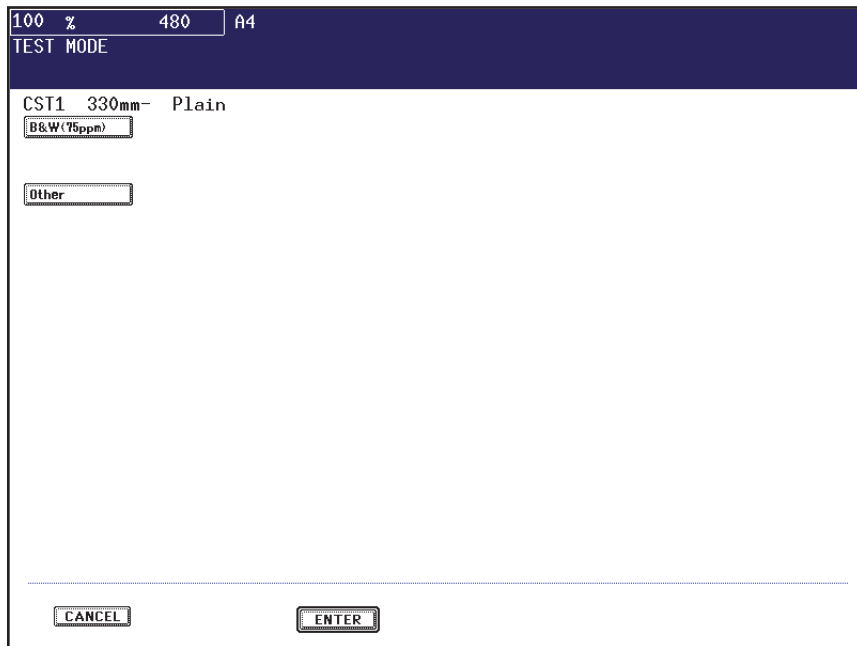 100 % 480 A4
TEST MODE
CST1 330mm- Plain
B&W(75ppm)
Other
CANCEL ENTER